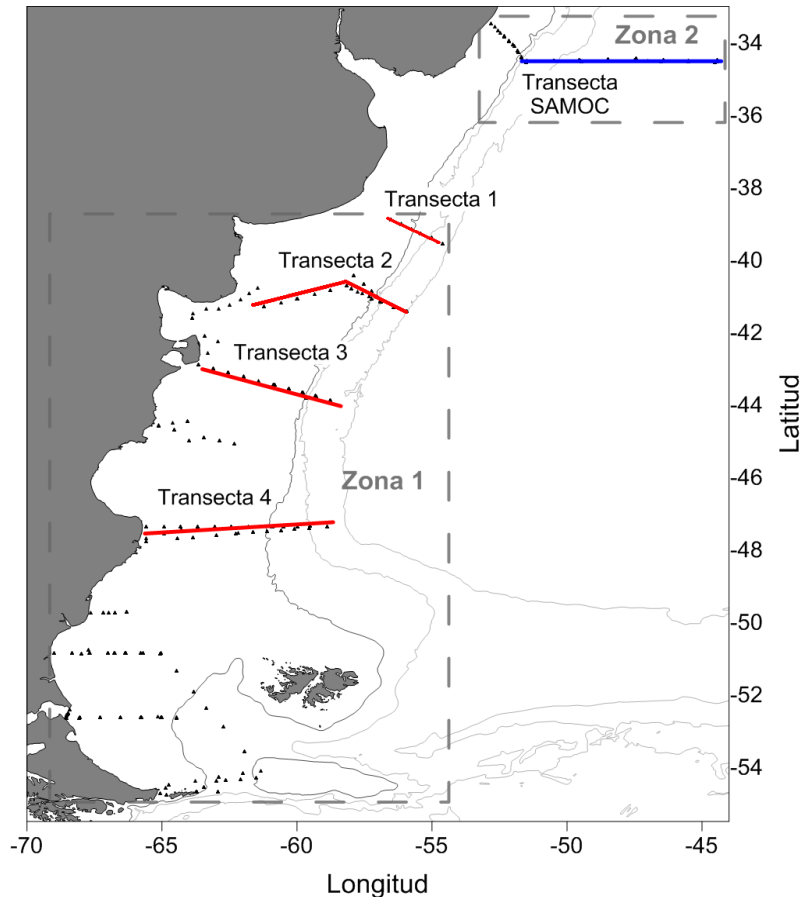 Zona 2
Transecta
SAMOC
Transecta 1
Transecta 2
Transecta 3
Zona 1
Transecta 4
-34
-36
-38
-40
-42
-44
-46
-48
-50
-52
-54
Latitud
-70
-65
-60
-55
-50
-45
Longitud